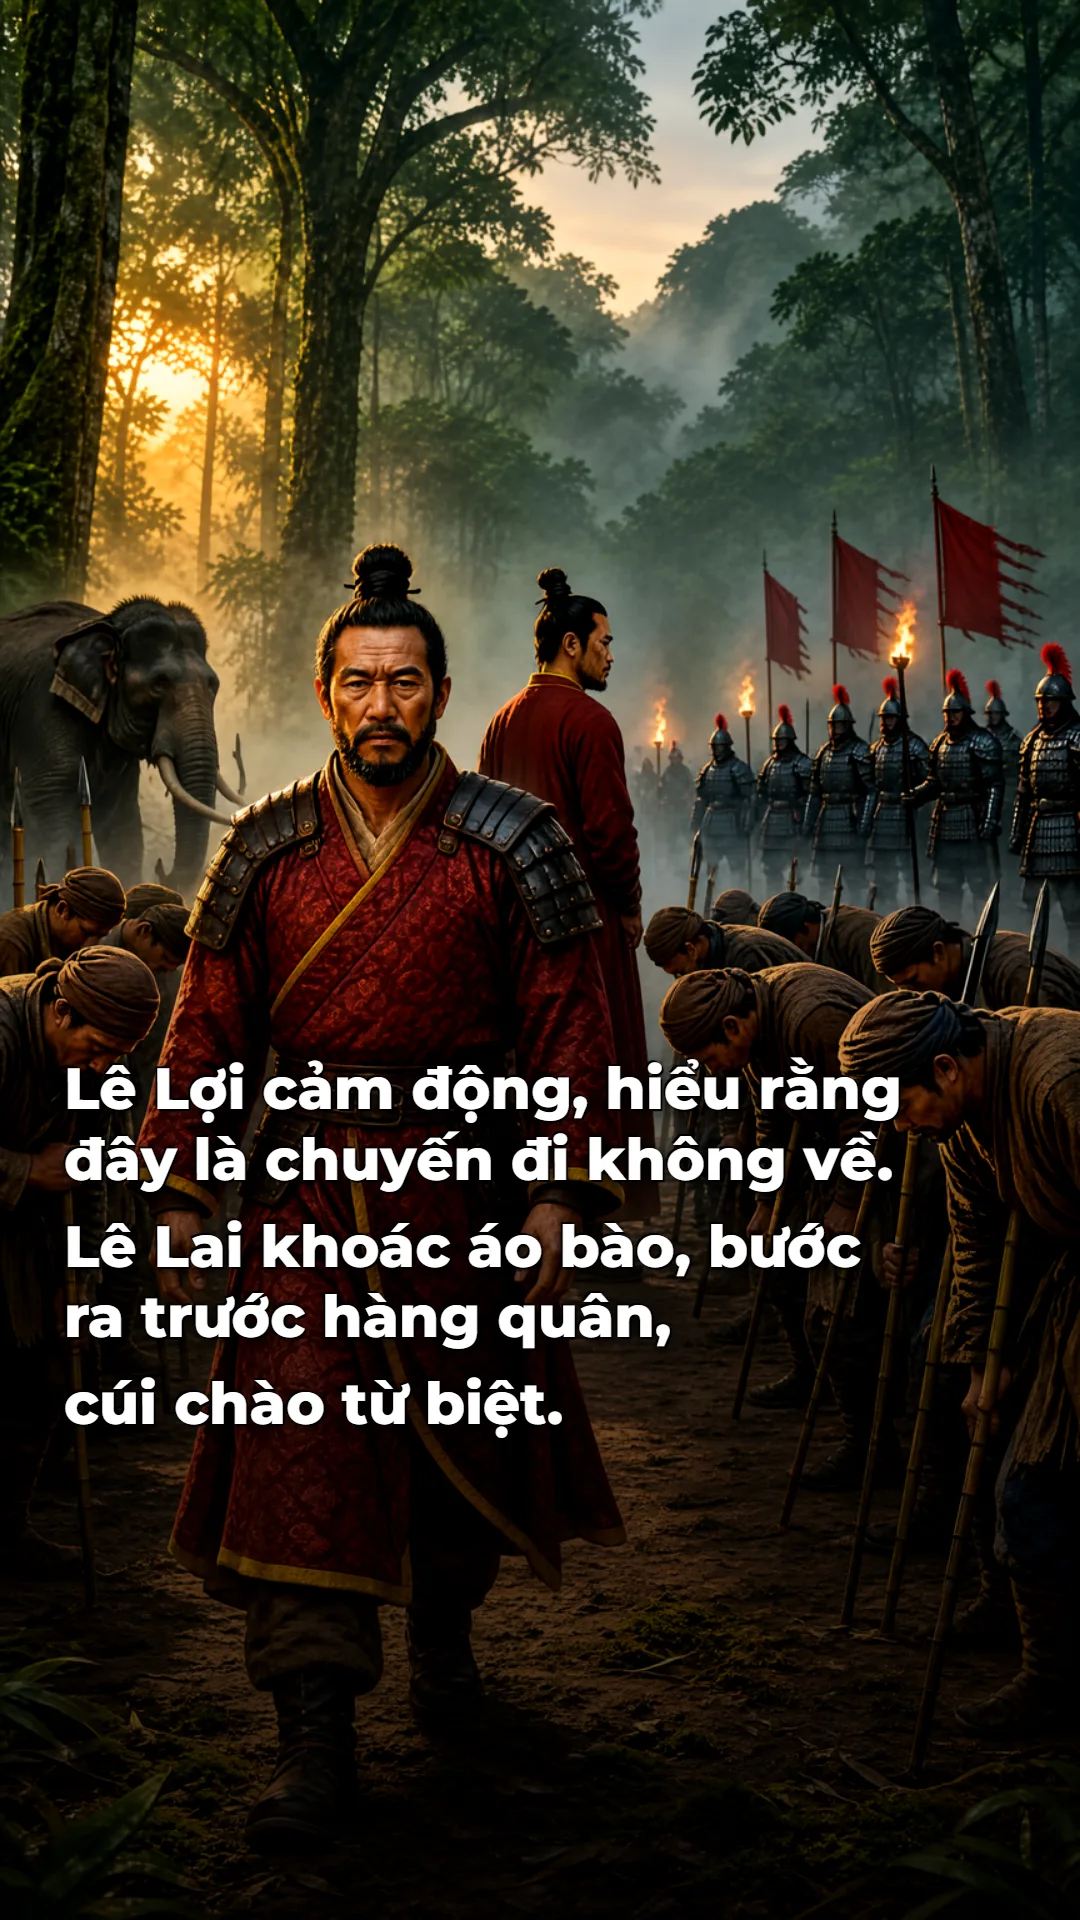 Lê Lợi cảm động, hiểu rằng
đây là chuyến đi không về.
Lê Lai khoác áo bào, bước
ra trước hàng quân,
cúi chào từ biệt.